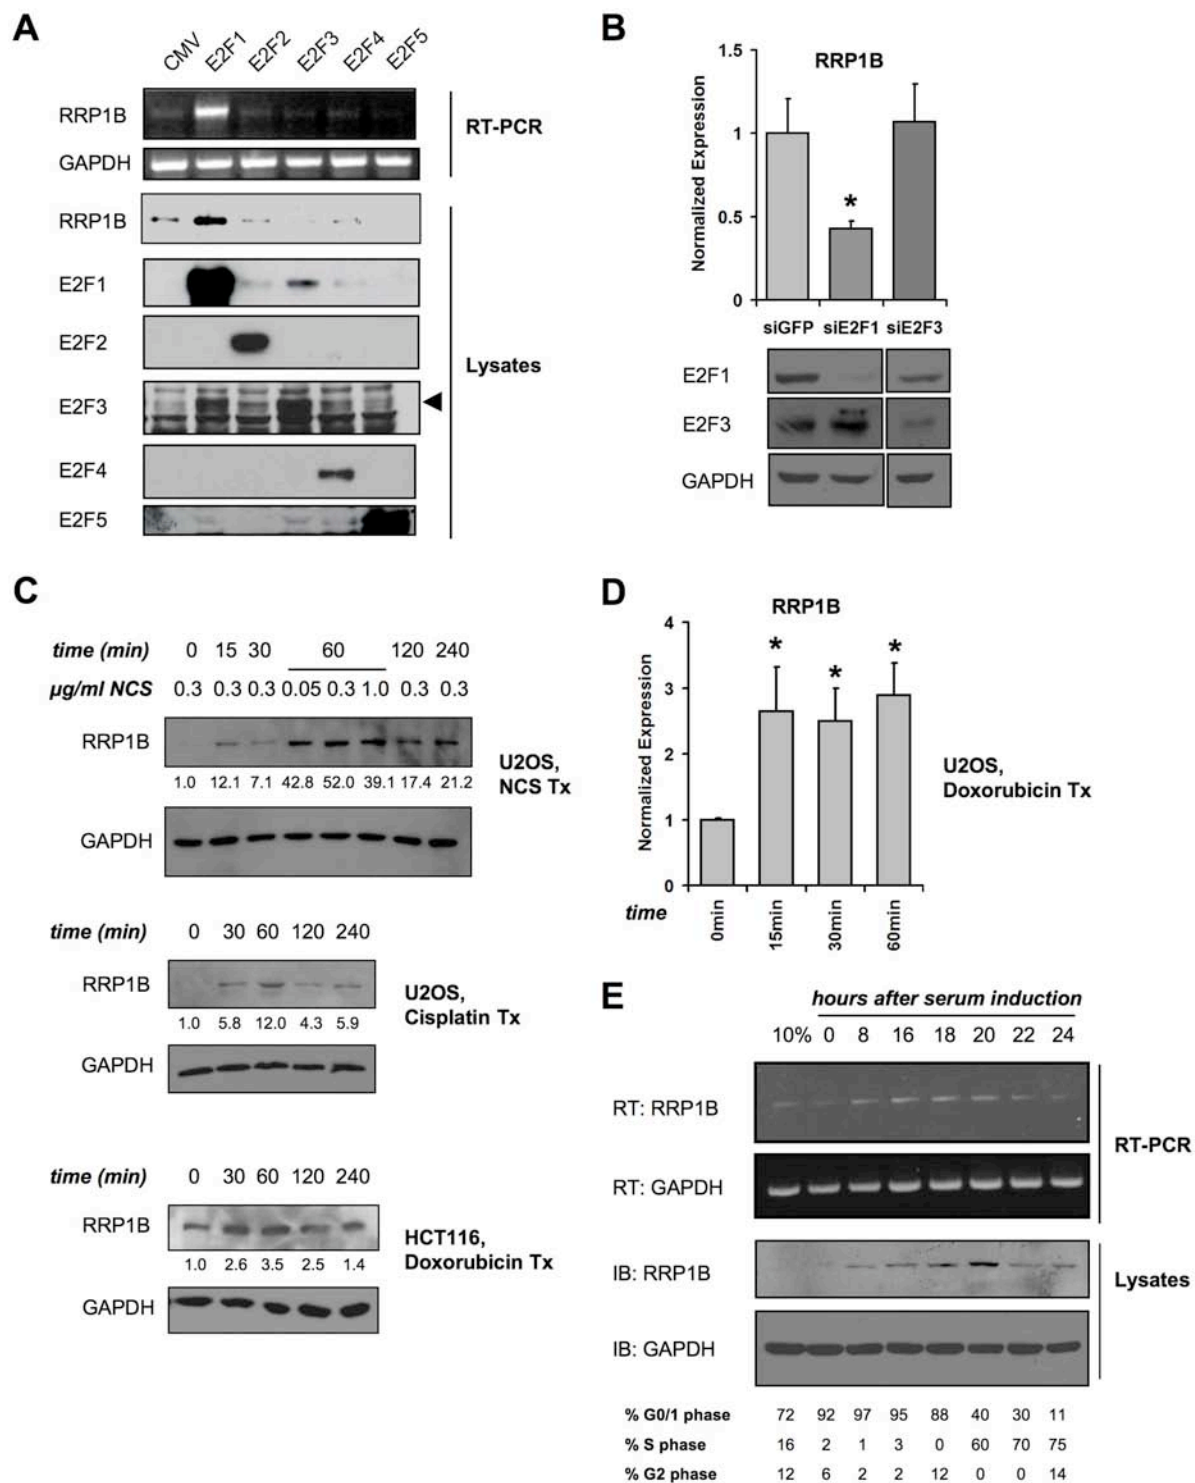 A
CMV E2F1 E2F2 E2F3 E2F4 E2F5
RRP1B
GAPDH
RT-PCR
RRP1B
E2F1
E2F2
E2F3
E2F4
E2F5
Lysates
B
RRP1B
Normalized Expression
1.5
1
0.5
0
*
siGFP siE2F1 siE2F3
E2F1
E2F3
GAPDH
C
time (min) 0 15 30 60 120 240
µg/ml NCS 0.3 0.3 0.3 0.05 0.3 1.0 0.3 0.3
RRP1B
1.0 12.1 7.1 42.8 52.0 39.1 17.4 21.2
GAPDH
U2OS,
NCS Tx
time (min) 0 30 60 120 240
RRP1B
1.0 5.8 12.0 4.3 5.9
GAPDH
U2OS,
Cisplatin Tx
time (min) 0 30 60 120 240
RRP1B
1.0 2.6 3.5 2.5 1.4
GAPDH
HCT116,
Doxorubicin Tx
D
RRP1B
Normalized Expression
4
3
2
1
0
* * *
time 0min 15min 30min 60min
U2OS,
Doxorubicin Tx
E
hours after serum induction
10% 0 8 16 18 20 22 24
RT: RRP1B
RT: GAPDH
RT-PCR
IB: RRP1B
IB: GAPDH
Lysates
% G0/1 phase 72 92 97 95 88 40 30 11
% S phase 16 2 1 3 0 60 70 75
% G2 phase 12 6 2 2 12 0 0 14